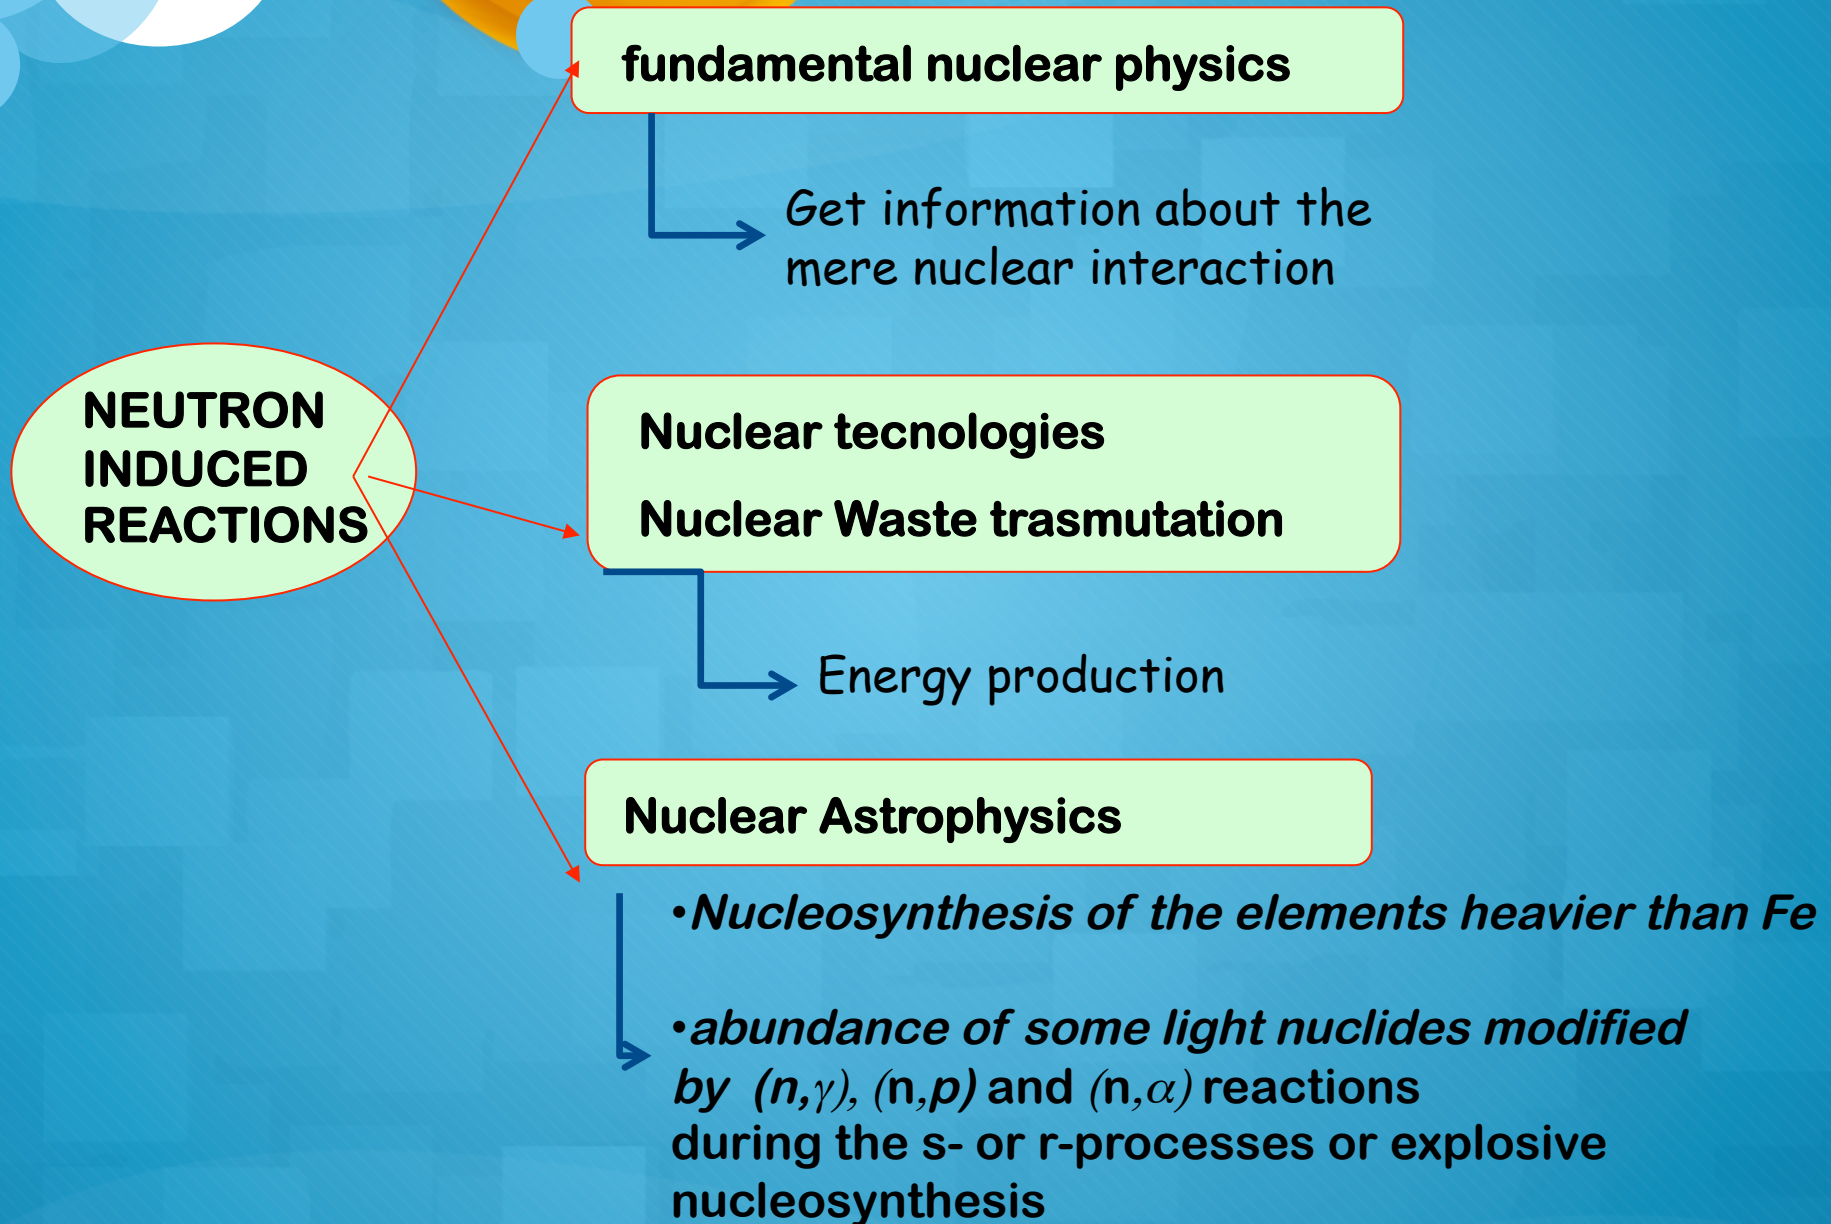 fundamental nuclear physics
Get information about the
mere nuclear interaction
NEUTRON
INDUCED
REACTIONS
Nuclear tecnologies
Nuclear Waste trasmutation
Energy production
Nuclear Astrophysics
•Nucleosynthesis of the elements heavier than Fe
•abundance of some light nuclides modified
by (n,γ), (n,p) and (n,α) reactions
during the s- or r-processes or explosive
nucleosynthesis